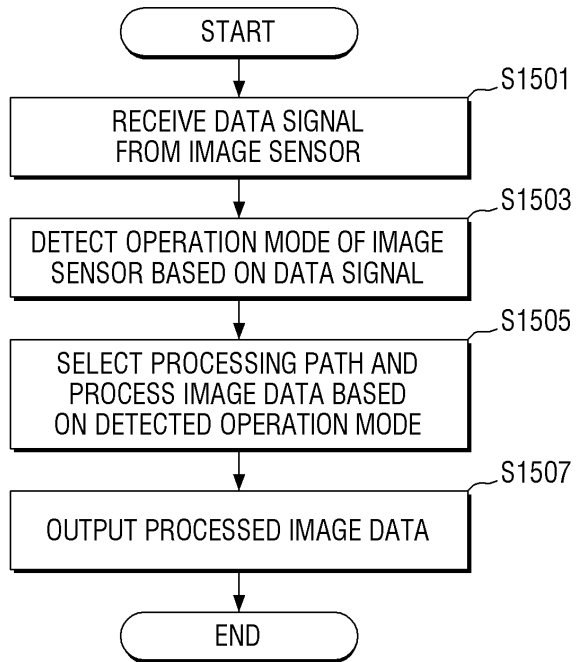 START
S1501
RECEIVE DATA SIGNAL
FROM IMAGE SENSOR
S1503
DETECT OPERATION MODE OF IMAGE
SENSOR BASED ON DATA SIGNAL
S1505
SELECT PROCESSING PATH AND
PROCESS IMAGE DATA BASED
ON DETECTED OPERATION MODE
S1507
OUTPUT PROCESSED IMAGE DATA
END